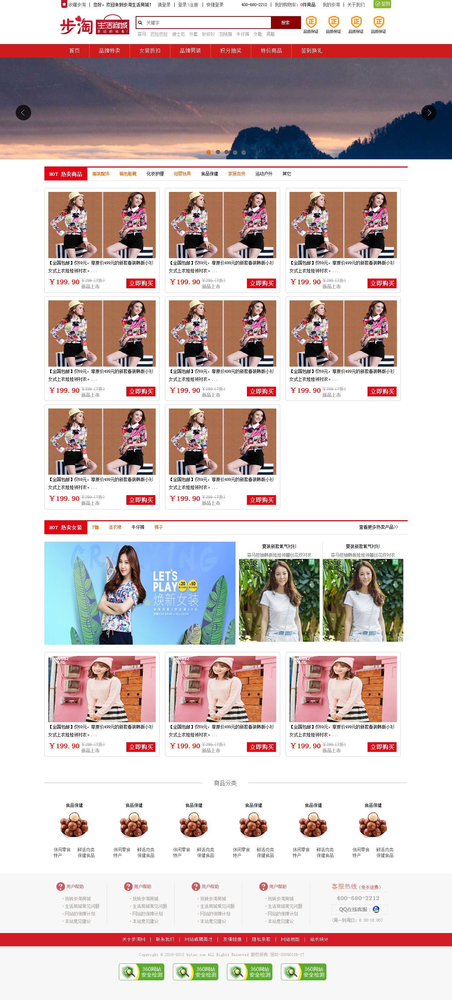 收藏步淘 | 您好，欢迎来到步淘生活商城！ 请登录 | 登录\注册 | 快捷登录 400-680-2212 | 我的购物车：0件商品 我的步淘 | 关于我们 签到
步淘 生活商城 身边的优惠！
关键字 搜索
正 正 正 正
品质保证 品质保证 品质保证 品质保证
森马 巴拉巴拉 迪士尼 外套 针织衫 羽绒服 牛仔裤 女鞋 男鞋
首页 品牌特卖 女装折扣 品牌男装 积分抽奖 特价商品 签到换礼
HOT 热卖商品 服装配饰 箱包鞋靴 化妆护理 母婴玩具 食品保健 家居百货 运动户外 其它
【全国包邮】仅69元，享原价499元的新款春装韩版小衫 【全国包邮】仅69元，享原价499元的新款春装韩版小衫 【全国包邮】仅69元，享原价499元的新款春装韩版小衫
女式上衣娃娃领衬衣。... 女式上衣娃娃领衬衣。... 女式上衣娃娃领衬衣。...
￥199.90 ￥299（7折） 立即购买 ￥199.90 ￥299（7折） 立即购买 ￥199.90 ￥299（7折） 立即购买
新品上市 新品上市 新品上市
【全国包邮】仅69元，享原价499元的新款春装韩版小衫 【全国包邮】仅69元，享原价499元的新款春装韩版小衫 【全国包邮】仅69元，享原价499元的新款春装韩版小衫
女式上衣娃娃领衬衣。... 女式上衣娃娃领衬衣。... 女式上衣娃娃领衬衣。...
￥199.90 ￥299（7折） 立即购买 ￥199.90 ￥299（7折） 立即购买 ￥199.90 ￥299（7折） 立即购买
新品上市 新品上市 新品上市
【全国包邮】仅69元，享原价499元的新款春装韩版小衫 【全国包邮】仅69元，享原价499元的新款春装韩版小衫
女式上衣娃娃领衬衣。... 女式上衣娃娃领衬衣。...
￥199.90 ￥299（7折） 立即购买 ￥199.90 ￥299（7折） 立即购买
新品上市 新品上市
HOT 热卖女装 T恤 连衣裙 牛仔裤 裤子 查看更多热卖产品>>
LET'S
PLAY ¥20 ¥50
焕新女装
全场任意2件立减10元
仅限5/23 00:00—6/1 23:59
夏装新款氧气衬衫 夏装新款氧气衬衫
森马短袖韩版娃娃领蕾丝花纹衬衣 森马短袖韩版娃娃领蕾丝花纹衬衣
SEMIR 森马 SEMIR 森马
SEMIR 森马 SEMIR 森马 SEMIR 森马
【全国包邮】仅69元，享原价499元的新款春装韩版小衫 【全国包邮】仅69元，享原价499元的新款春装韩版小衫 【全国包邮】仅69元，享原价499元的新款春装韩版小衫
女式上衣娃娃领衬衣。... 女式上衣娃娃领衬衣。... 女式上衣娃娃领衬衣。...
￥199.90 ￥299（7折） 立即购买 ￥199.90 ￥299（7折） 立即购买 ￥199.90 ￥299（7折） 立即购买
新品上市 新品上市 新品上市
商品分类
食品保健 食品保健 食品保健 食品保健 食品保健 食品保健
休闲零食 鲜活肉类 休闲零食 鲜活肉类 休闲零食 鲜活肉类 休闲零食 鲜活肉类 休闲零食 鲜活肉类 休闲零食 鲜活肉类
特产 保健食品 特产 保健食品 特产 保健食品 特产 保健食品 特产 保健食品 特产 保健食品
? 用户帮助 ? 用户帮助 ? 用户帮助 ? 用户帮助 客服热线（免长途费）
·玩转步淘商城 ·玩转步淘商城 ·玩转步淘商城 ·玩转步淘商城 400-680-2212
·生活商城常见问题 ·生活商城常见问题 ·生活商城常见问题 ·生活商城常见问题 QQ在线客服：
·网站的保障计划 ·网站的保障计划 ·网站的保障计划 ·网站的保障计划
·本站意见建议 ·本站意见建议 ·本站意见建议 ·本站意见建议 （周一到周日：8:30-18:00）
关于步淘网 | 联系我们 | 网站诚聘英才 | 友情链接 | 隐私条款 | 网站地图 | 站长统计
Copyright @ 2010-2012 butao.com All Rights Reserved 版权所有 浙B2-20090126-17
360网站 360网站 360网站 360网站
安全检测 安全检测 安全检测 安全检测